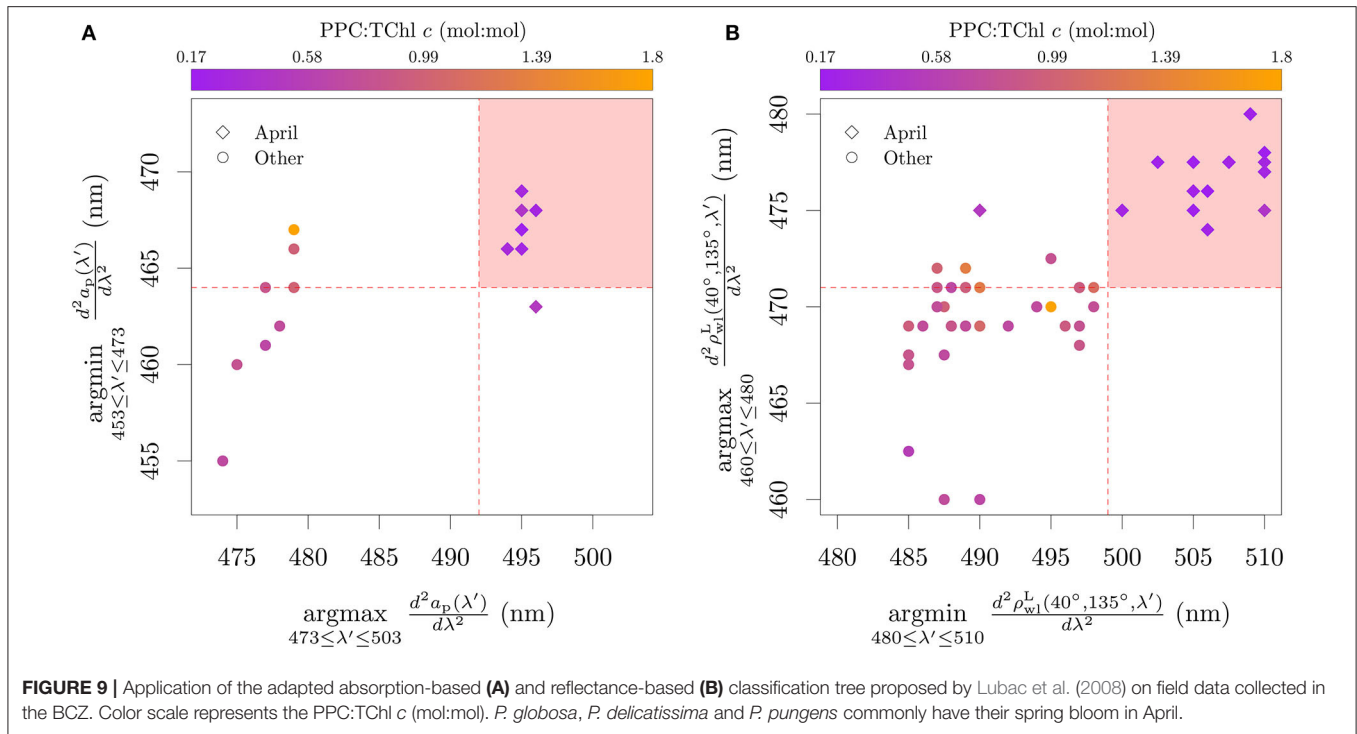 A
PPC:TChl c (mol:mol)
0.17 0.58 0.99 1.39 1.8
April
Other
470
465
460
455
argmin d²aₚ(λ′)/dλ² (nm)
453≤λ′≤473
475 480 485 490 495 500
argmax d²aₚ(λ′)/dλ² (nm)
473≤λ′≤503
B
PPC:TChl c (mol:mol)
0.17 0.58 0.99 1.39 1.8
April
Other
480
475
470
465
460
argmax d²ρᴸwl(40°,135°,λ′)/dλ² (nm)
460≤λ′≤480
480 485 490 495 500 505 510
argmin d²ρᴸwl(40°,135°,λ′)/dλ² (nm)
480≤λ′≤510
FIGURE 9 | Application of the adapted absorption-based (A) and reflectance-based (B) classification tree proposed by Lubac et al. (2008) on field data collected in
the BCZ. Color scale represents the PPC:TChl c (mol:mol). P. globosa, P. delicatissima and P. pungens commonly have their spring bloom in April.